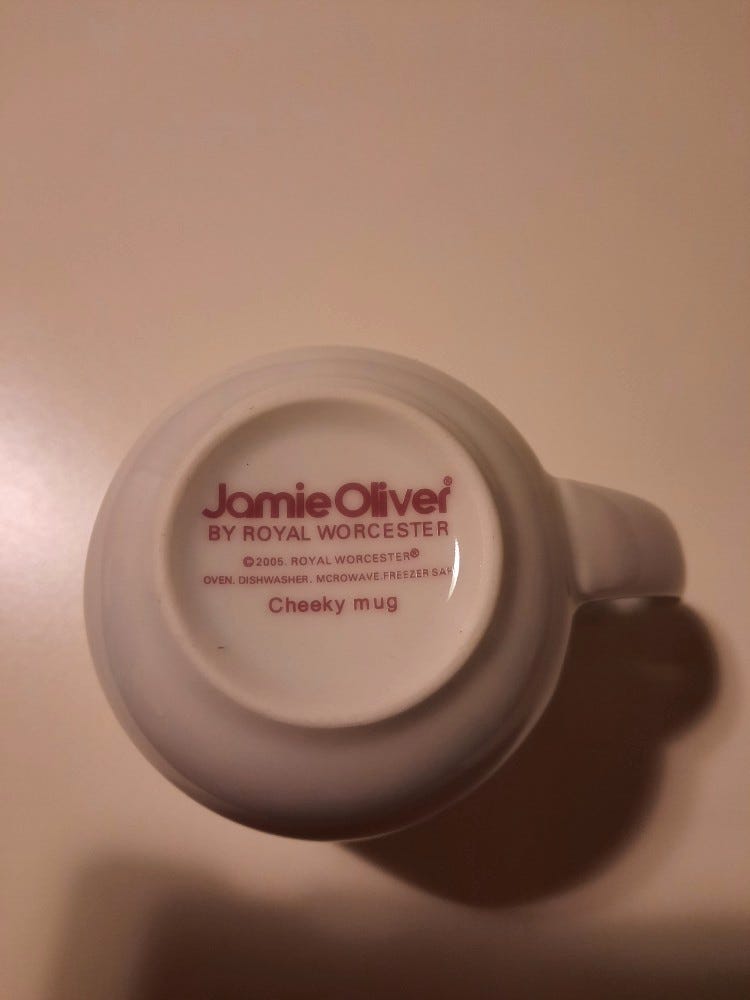 Jamie Oliver®
BY ROYAL WORCESTER
©2005. ROYAL WORCESTER®
OVEN. DISHWASHER. MCROWAVE.FREEZER
Cheeky mug